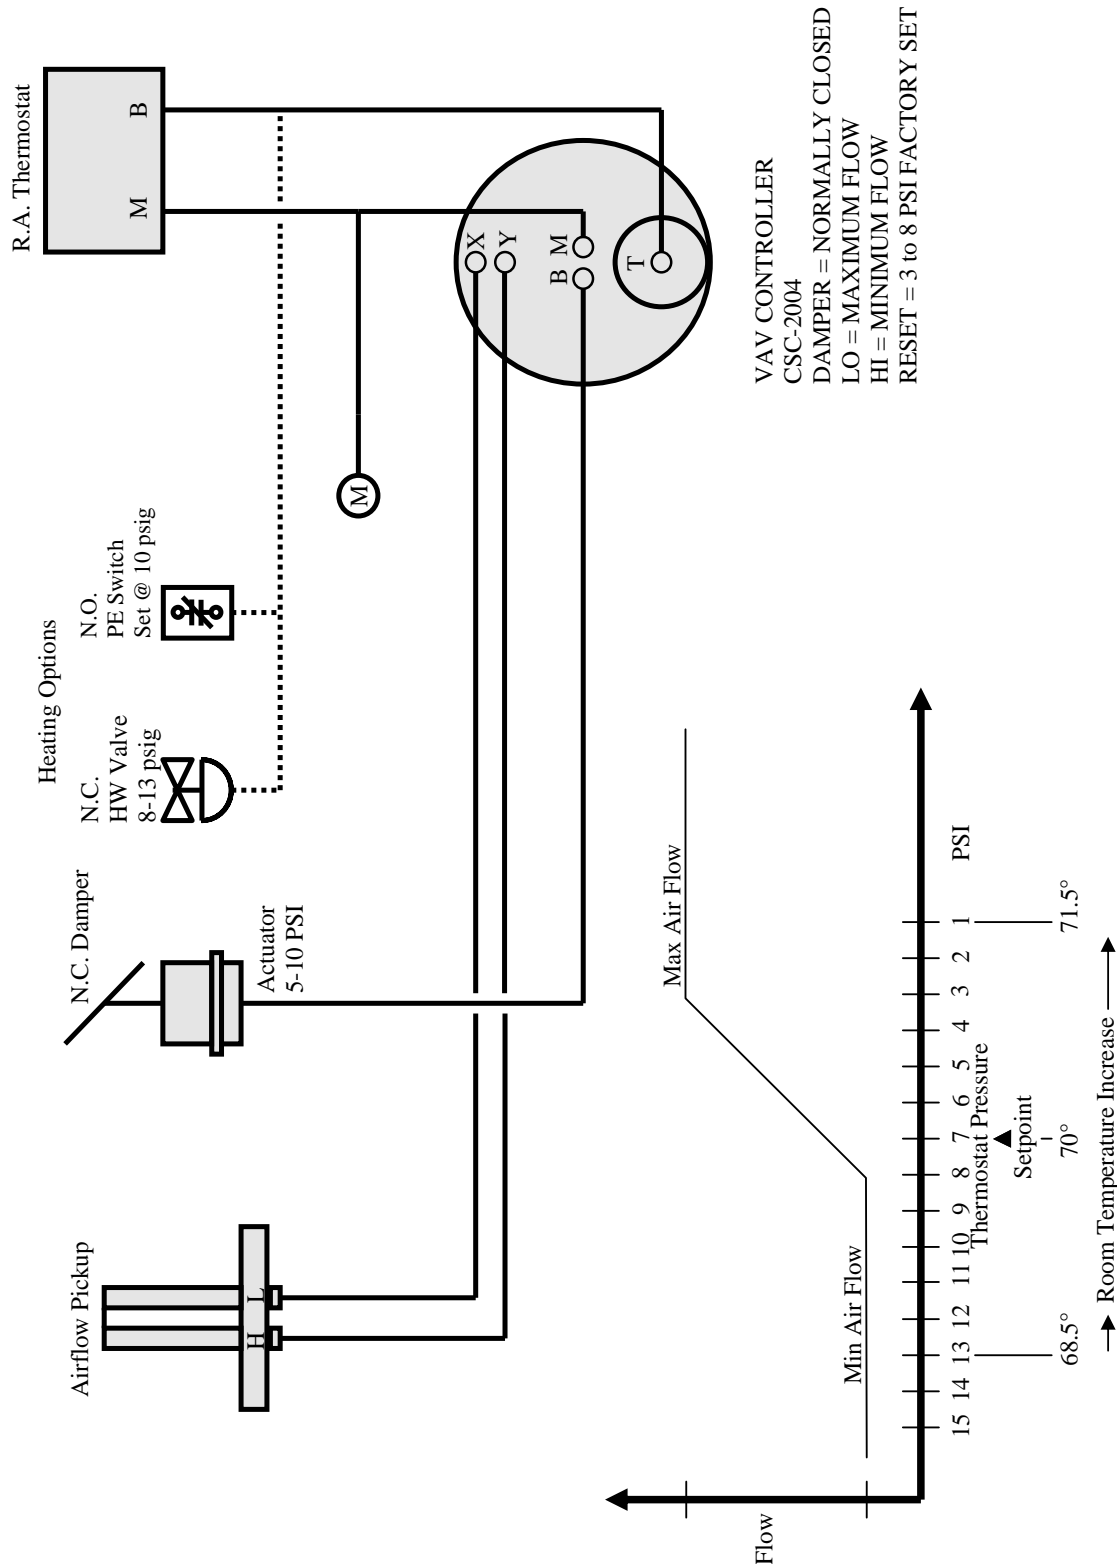 Airflow Pickup
H L
N.C. Damper
Actuator
5-10 PSI
Heating Options
N.C.
HW Valve
8-13 psig
N.O.
PE Switch
Set @ 10 psig
M
R.A. Thermostat
M B
X
Y
B M
T
VAV CONTROLLER
CSC-2004
DAMPER = NORMALLY CLOSED
LO = MAXIMUM FLOW
HI = MINIMUM FLOW
RESET = 3 to 8 PSI FACTORY SET
Flow
Min Air Flow
Max Air Flow
15 14 13 12 11 10 9 8 7 6 5 4 3 2 1 PSI
Thermostat Pressure
Setpoint
68.5° 70° 71.5°
Room Temperature Increase